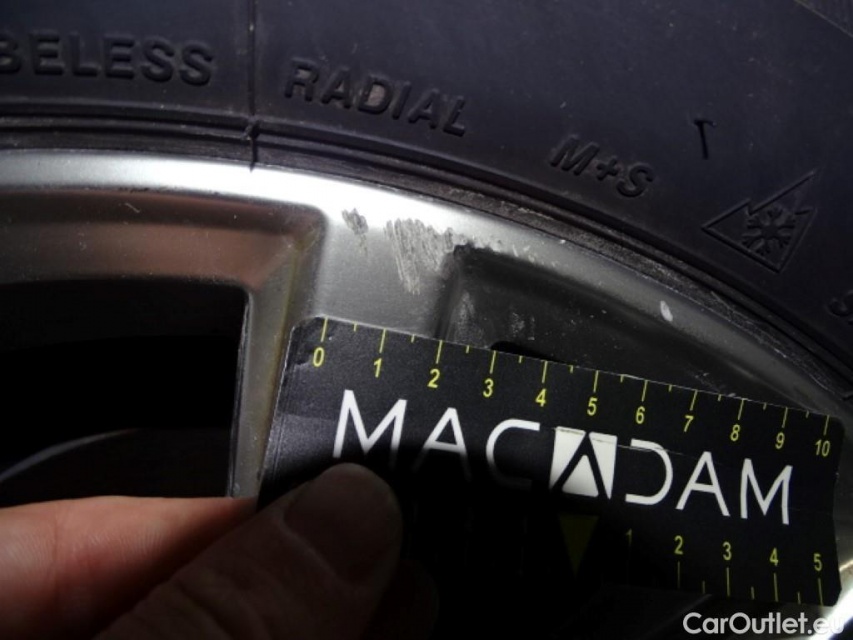 BELESS RADIAL M+S
T
0 1 2 3 4 5 6 7 8 9 10
MACADAM
1 2 3 4 5
CarOutlet.eu